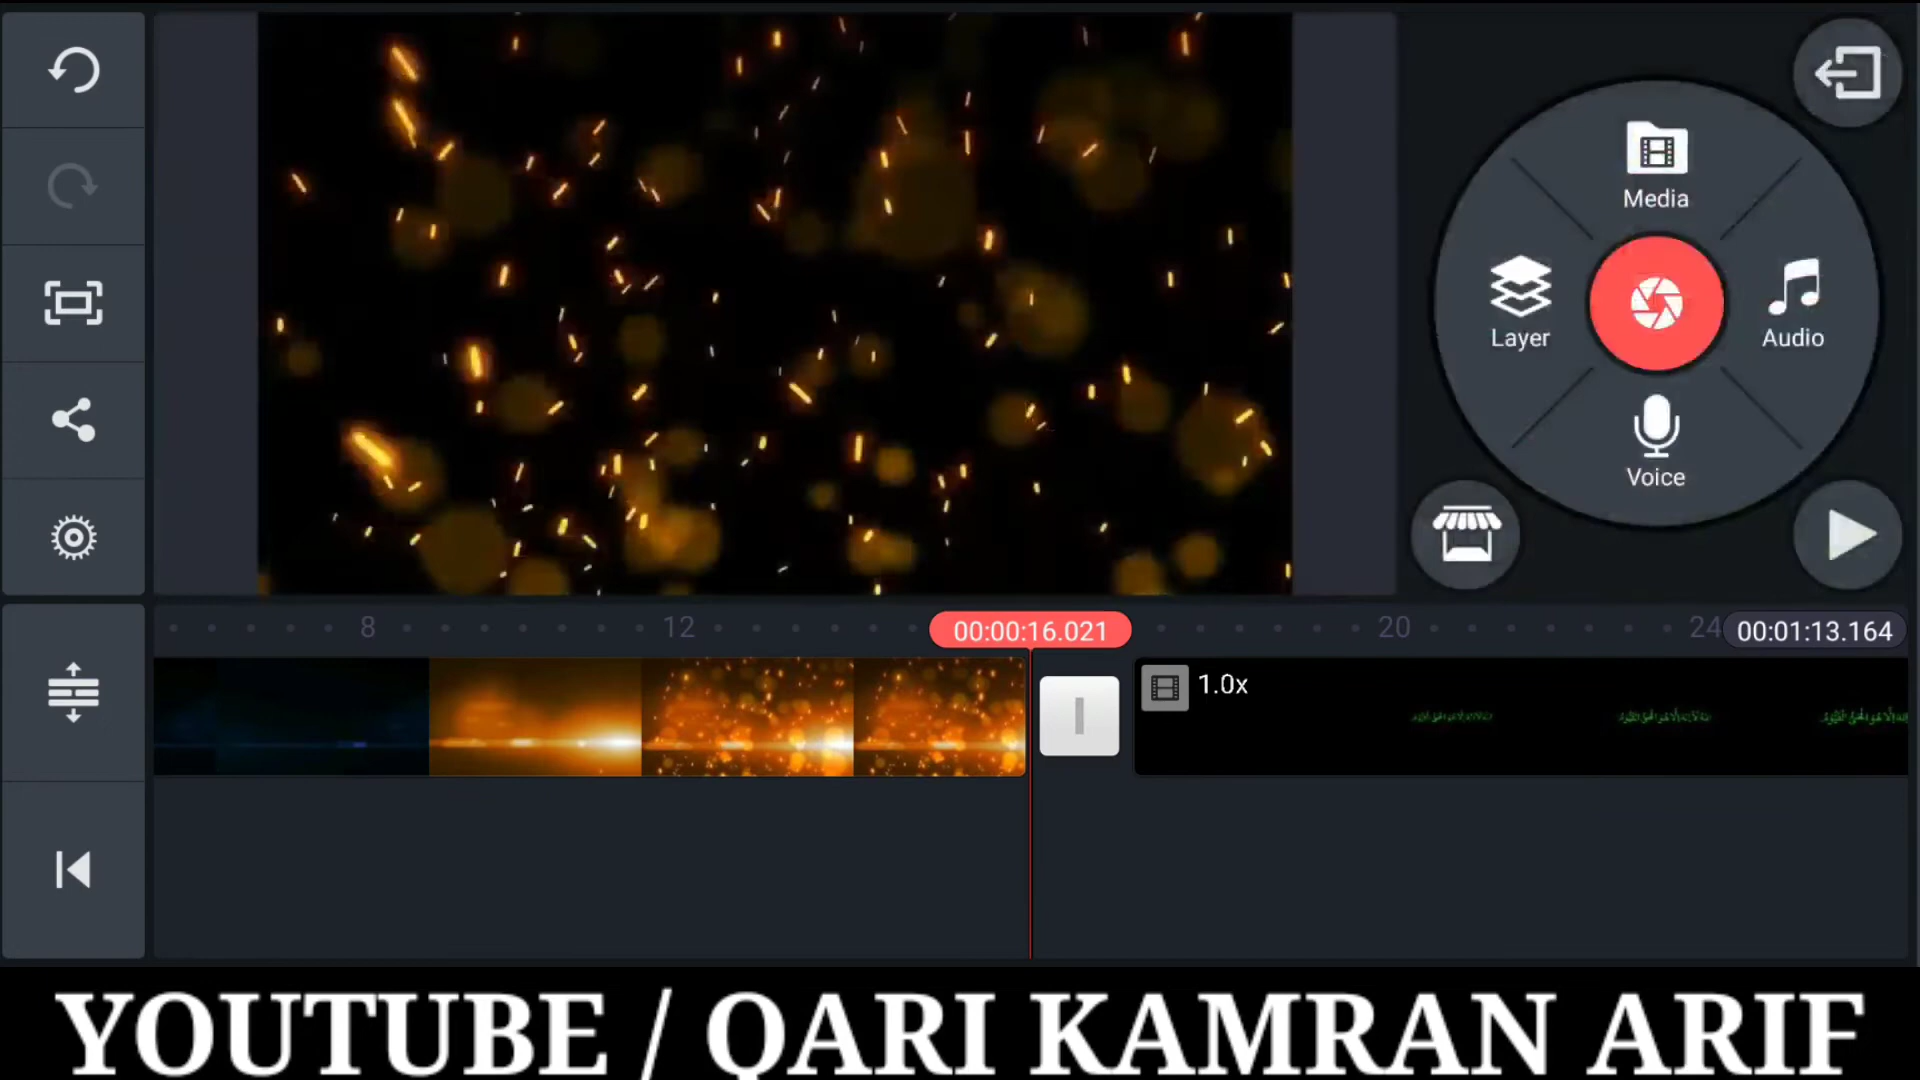 Media
Layer
Audio
Voice
8
12
00:00:16.021
20
24
00:01:13.164
1.0x
YOUTUBE / QARI KAMRAN ARIF